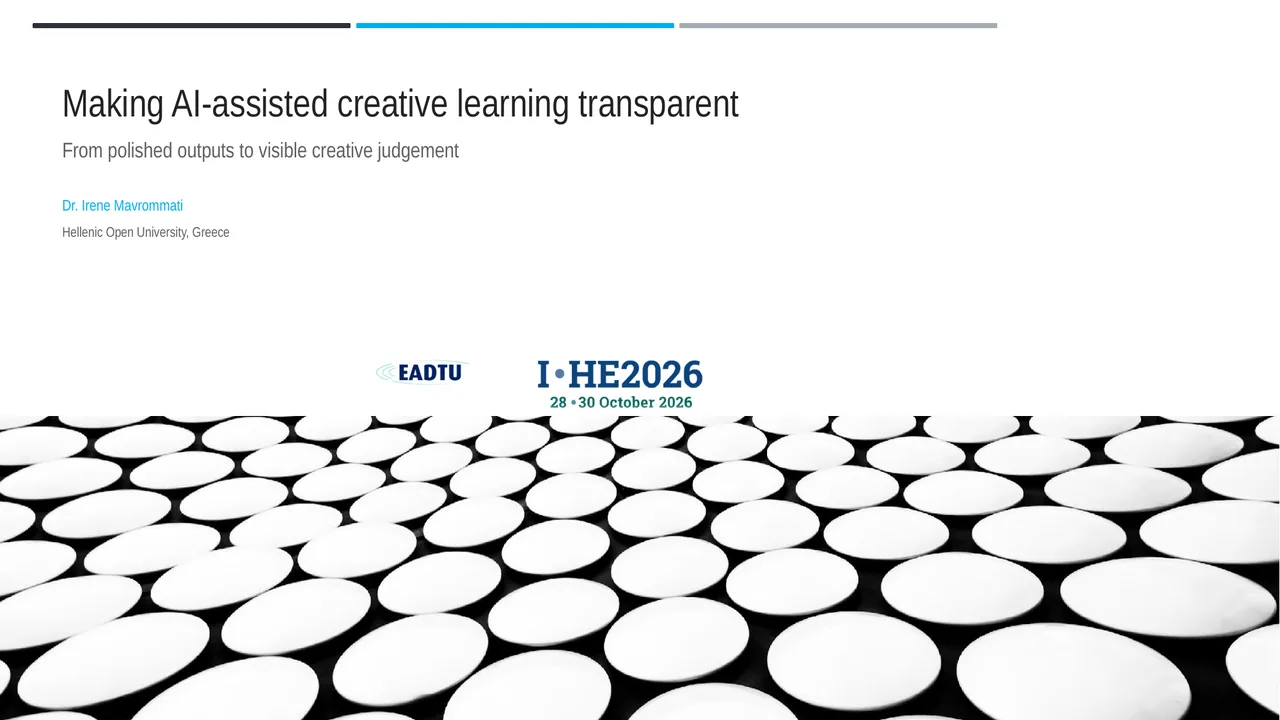 Making AI-assisted creative learning transparent
From polished outputs to visible creative judgement
Dr. Irene Mavrommati
Hellenic Open University, Greece
EADTU
I•HE2026
28 •30 October 2026